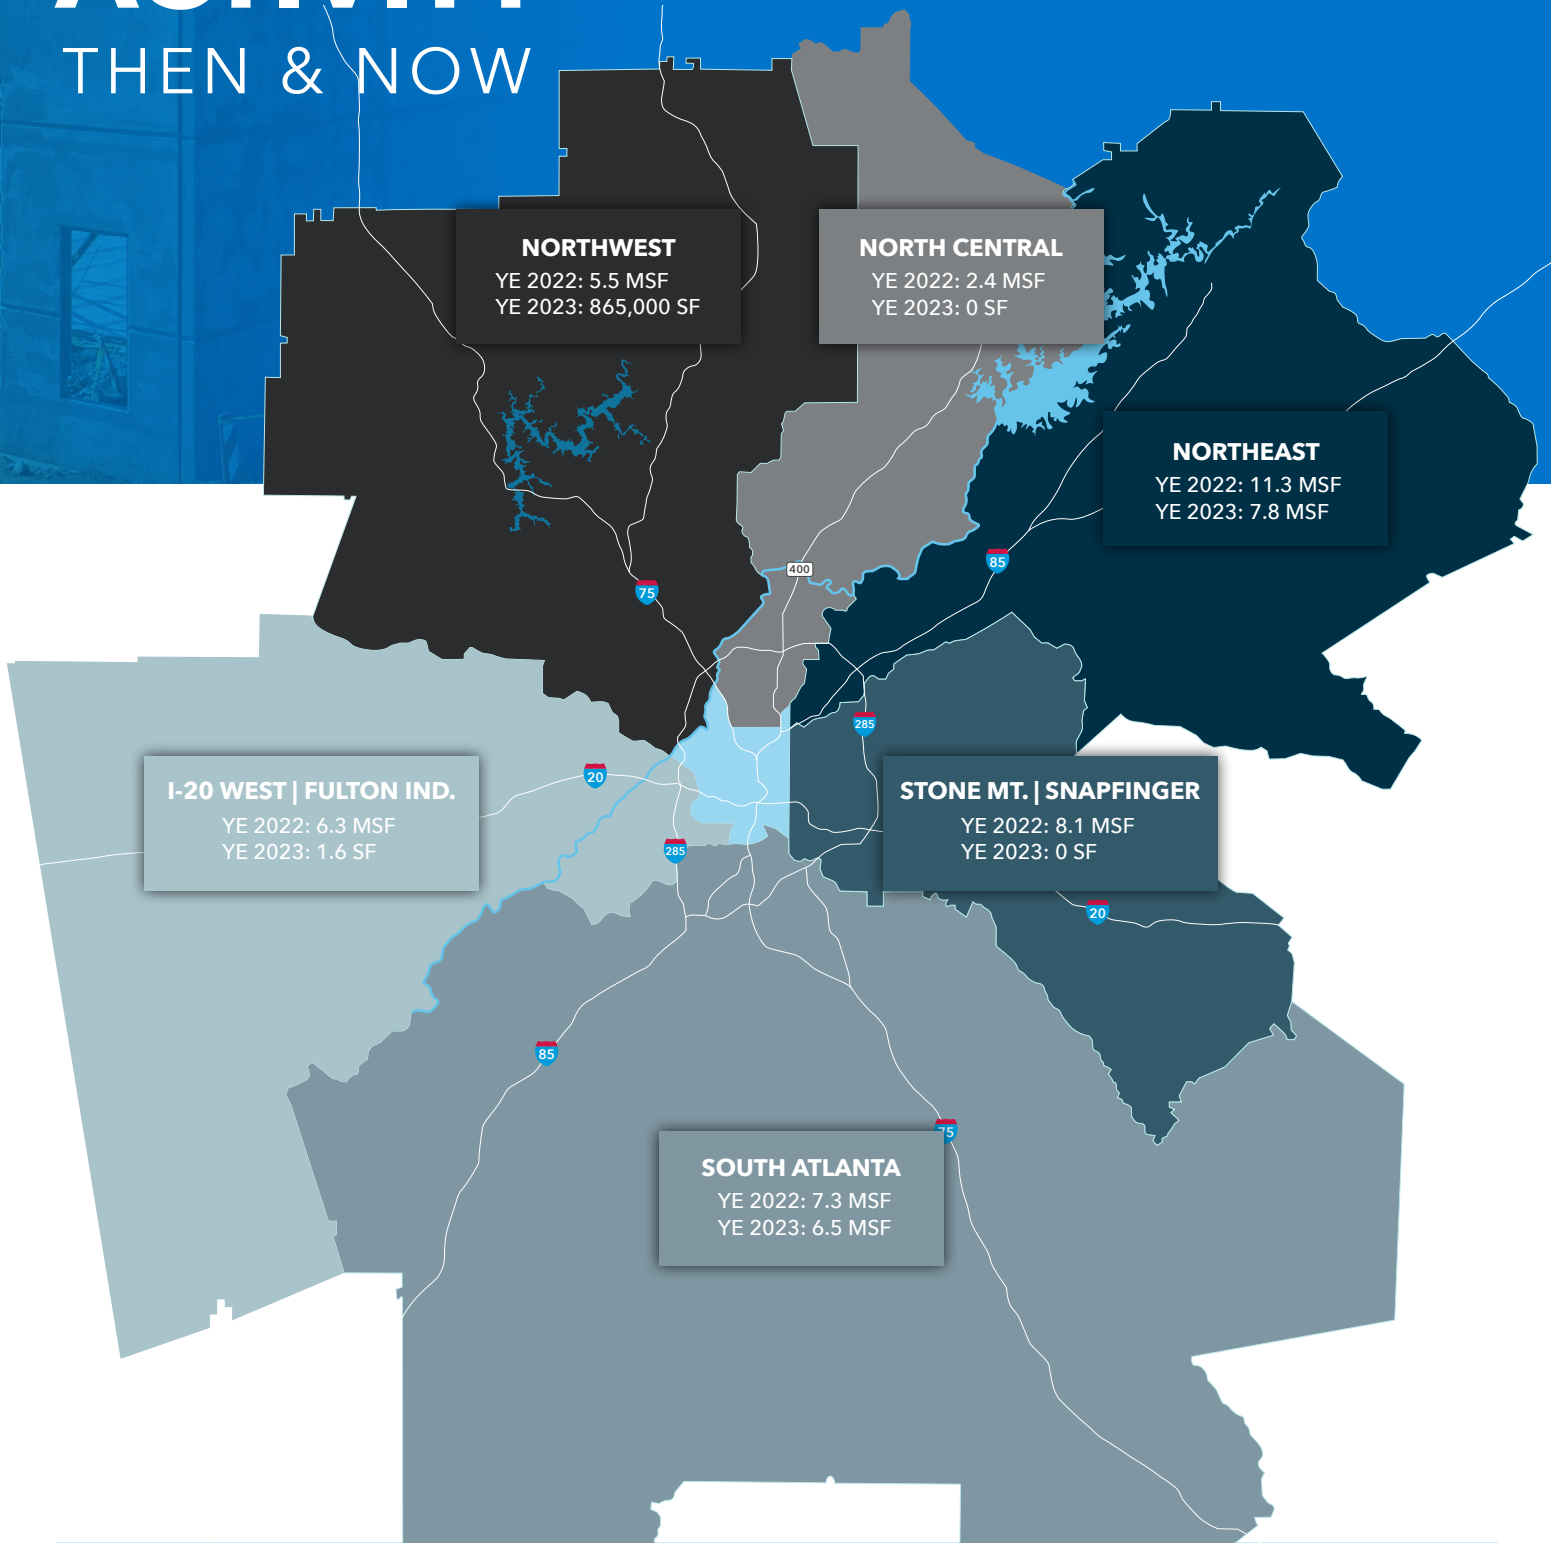 THEN & NOW
NORTHWEST
YE 2022: 5.5 MSF
YE 2023: 865,000 SF
NORTH CENTRAL
YE 2022: 2.4 MSF
YE 2023: 0 SF
NORTHEAST
YE 2022: 11.3 MSF
YE 2023: 7.8 MSF
85
400
75
285
I-20 WEST | FULTON IND.
YE 2022: 6.3 MSF
YE 2023: 1.6 SF
20
STONE MT. | SNAPFINGER
YE 2022: 8.1 MSF
YE 2023: 0 SF
285
20
85
75
SOUTH ATLANTA
YE 2022: 7.3 MSF
YE 2023: 6.5 MSF